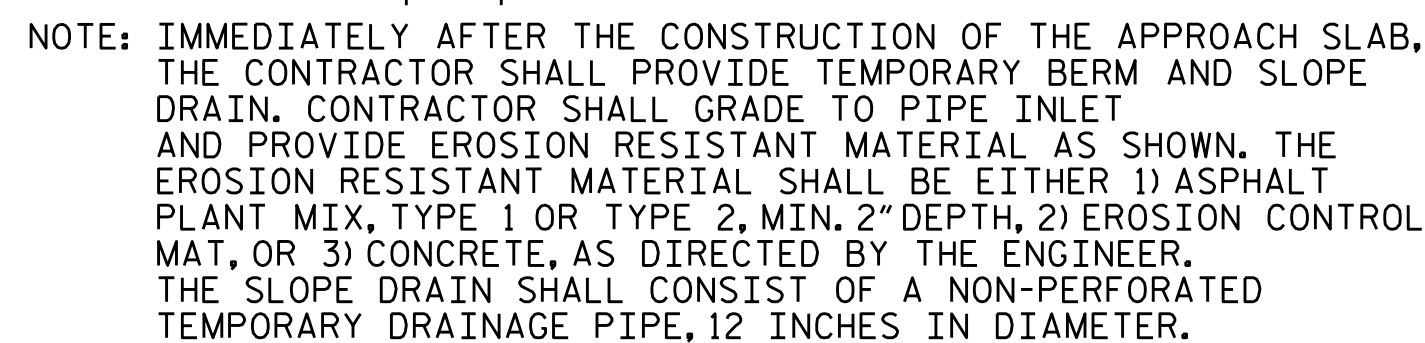 NOTE: IMMEDIATELY AFTER THE CONSTRUCTION OF THE APPROACH SLAB,
THE CONTRACTOR SHALL PROVIDE TEMPORARY BERM AND SLOPE
DRAIN. CONTRACTOR SHALL GRADE TO PIPE INLET
AND PROVIDE EROSION RESISTANT MATERIAL AS SHOWN. THE
EROSION RESISTANT MATERIAL SHALL BE EITHER 1) ASPHALT
PLANT MIX, TYPE 1 OR TYPE 2, MIN. 2" DEPTH, 2) EROSION CONTROL
MAT, OR 3) CONCRETE, AS DIRECTED BY THE ENGINEER.
THE SLOPE DRAIN SHALL CONSIST OF A NON-PERFORATED
TEMPORARY DRAINAGE PIPE, 12 INCHES IN DIAMETER.